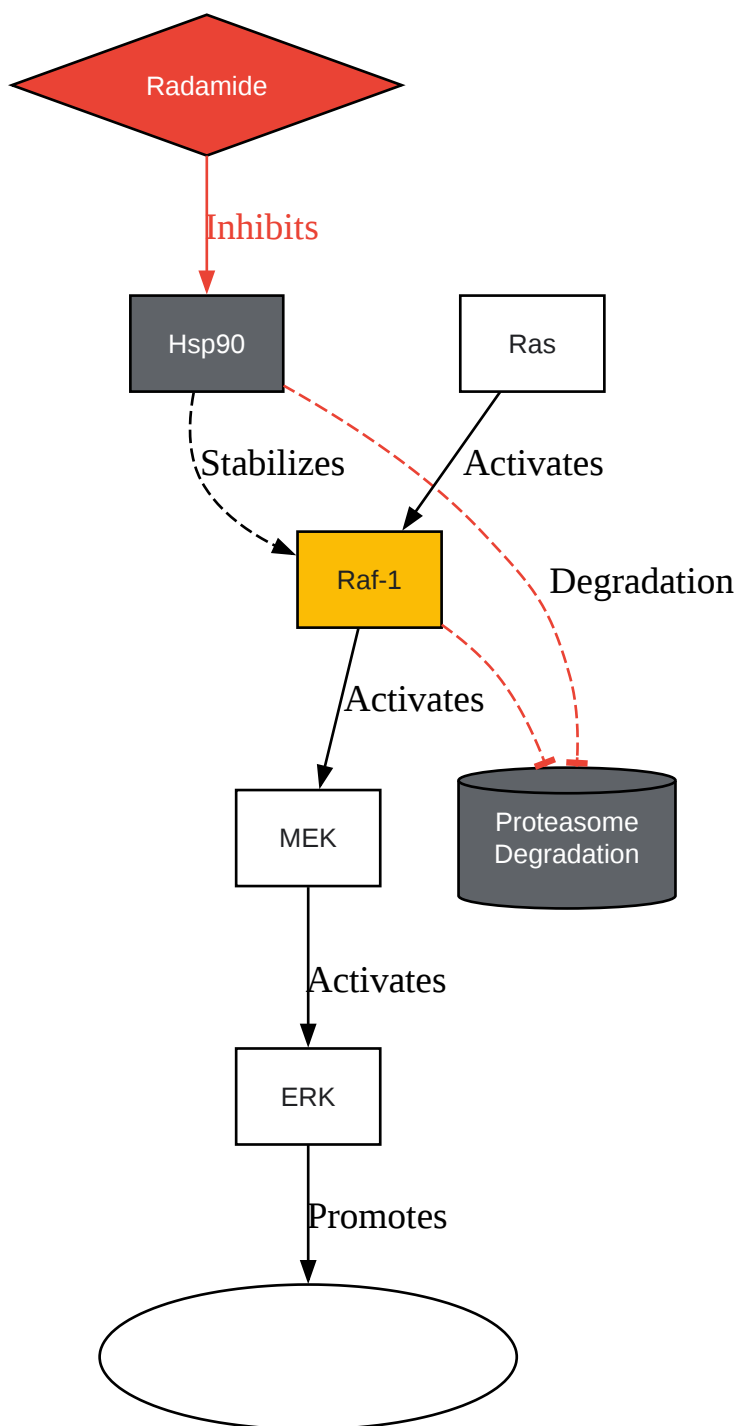 Radamide
Inhibits
Hsp90
Ras
Stabilizes
Activates
Raf-1
Degradation
Activates
MEK
Proteasome
Degradation
Activates
ERK
Promotes